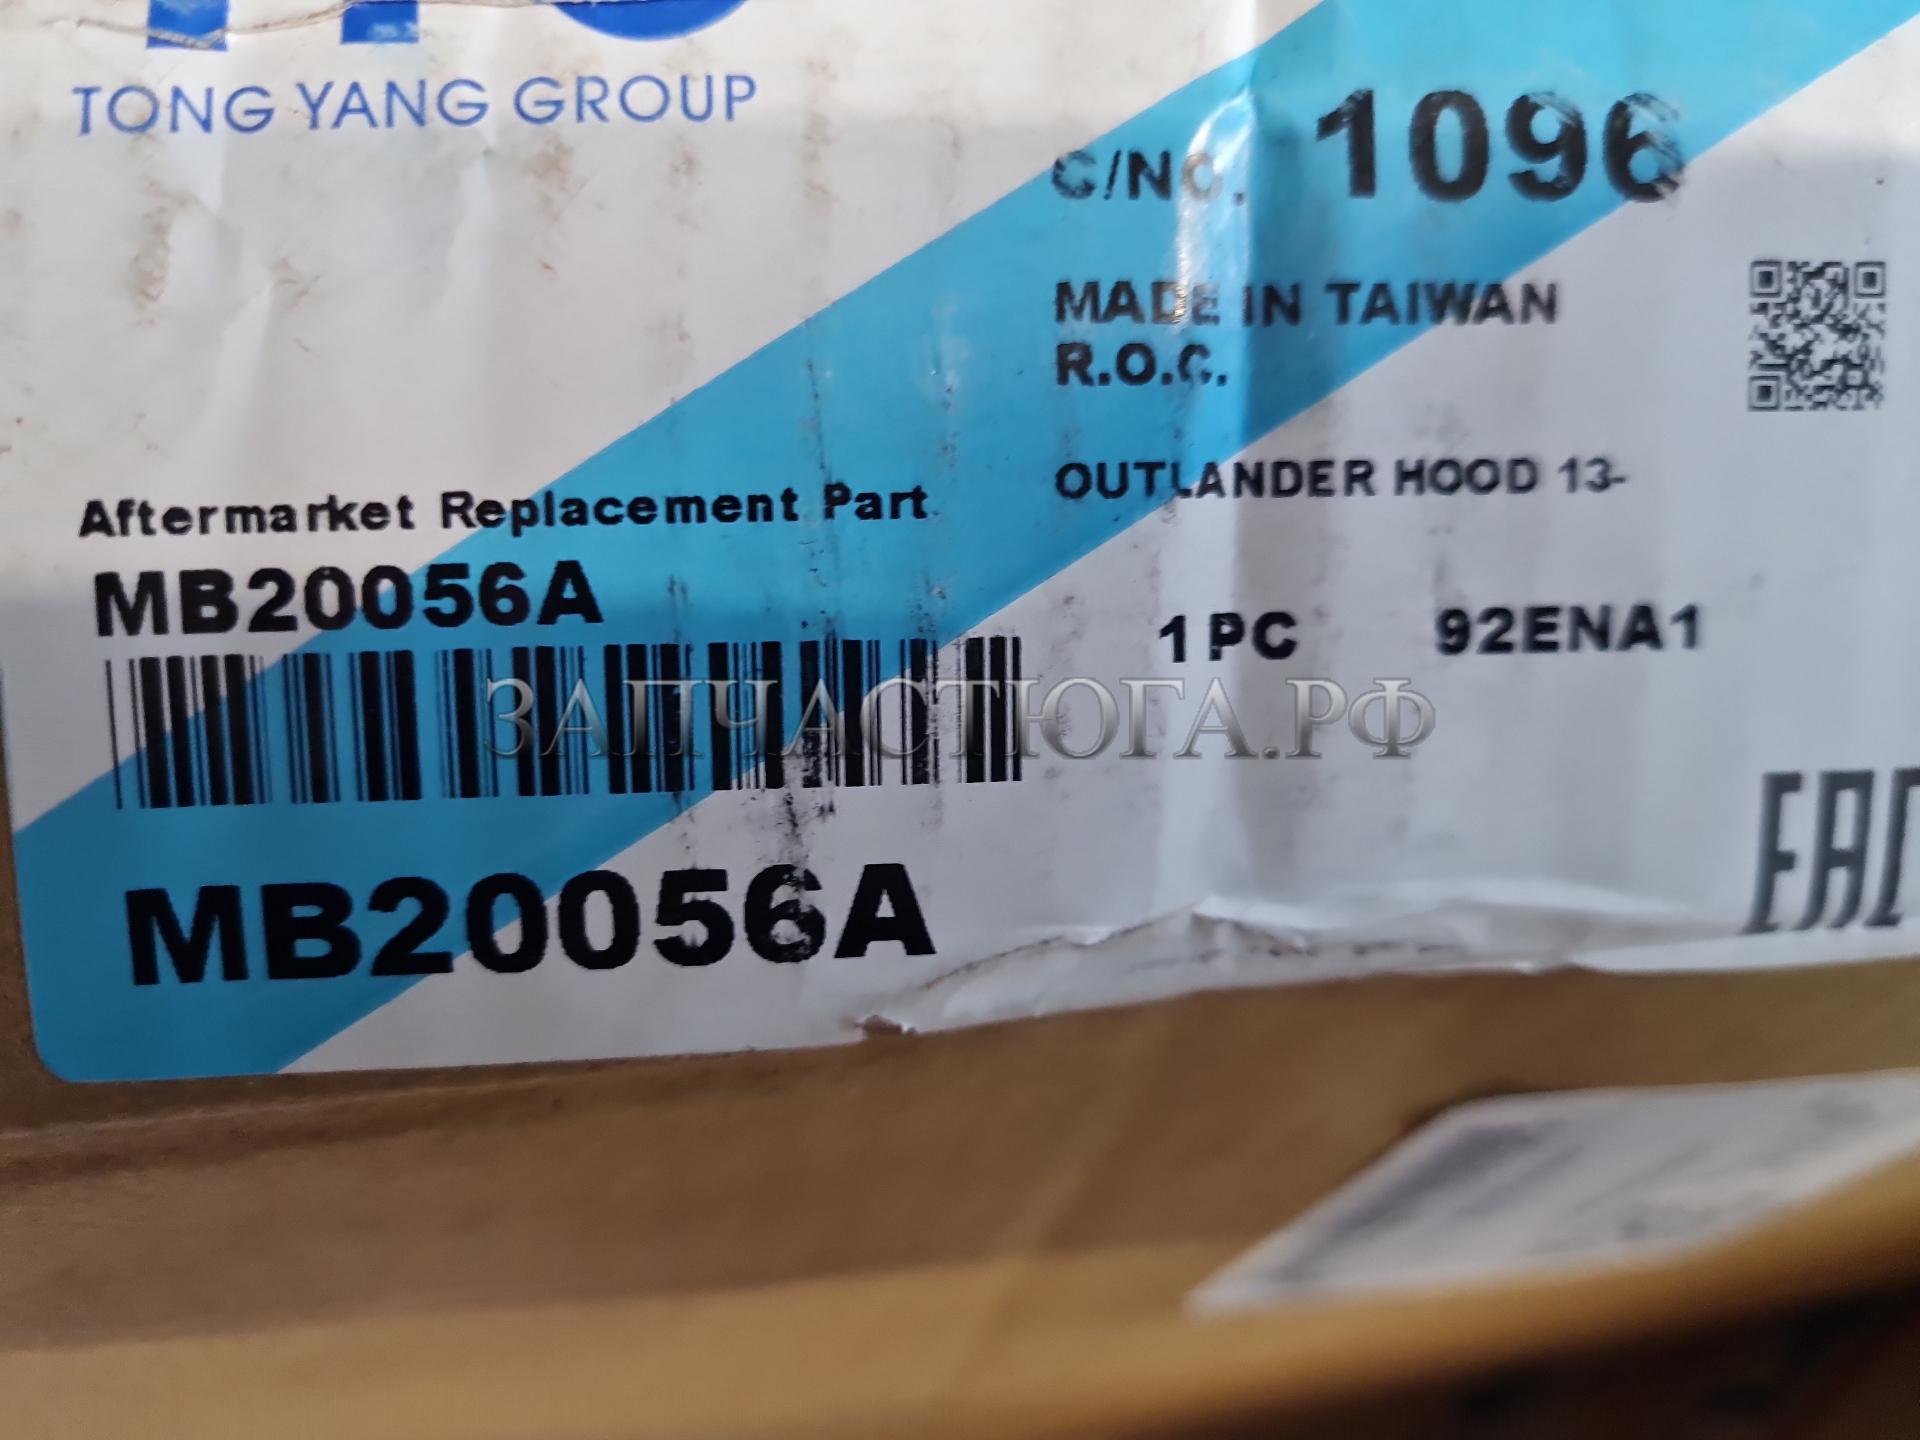 TONG YANG GROUP
C/NO. 1096
MADE IN TAIWAN
R.O.C.
OUTLANDER HOOD 13-
Aftermarket Replacement Part
MB20056A
1 PC 92ENA1
ЗАПЧАСТЮГА.РФ
MB20056A
EAC